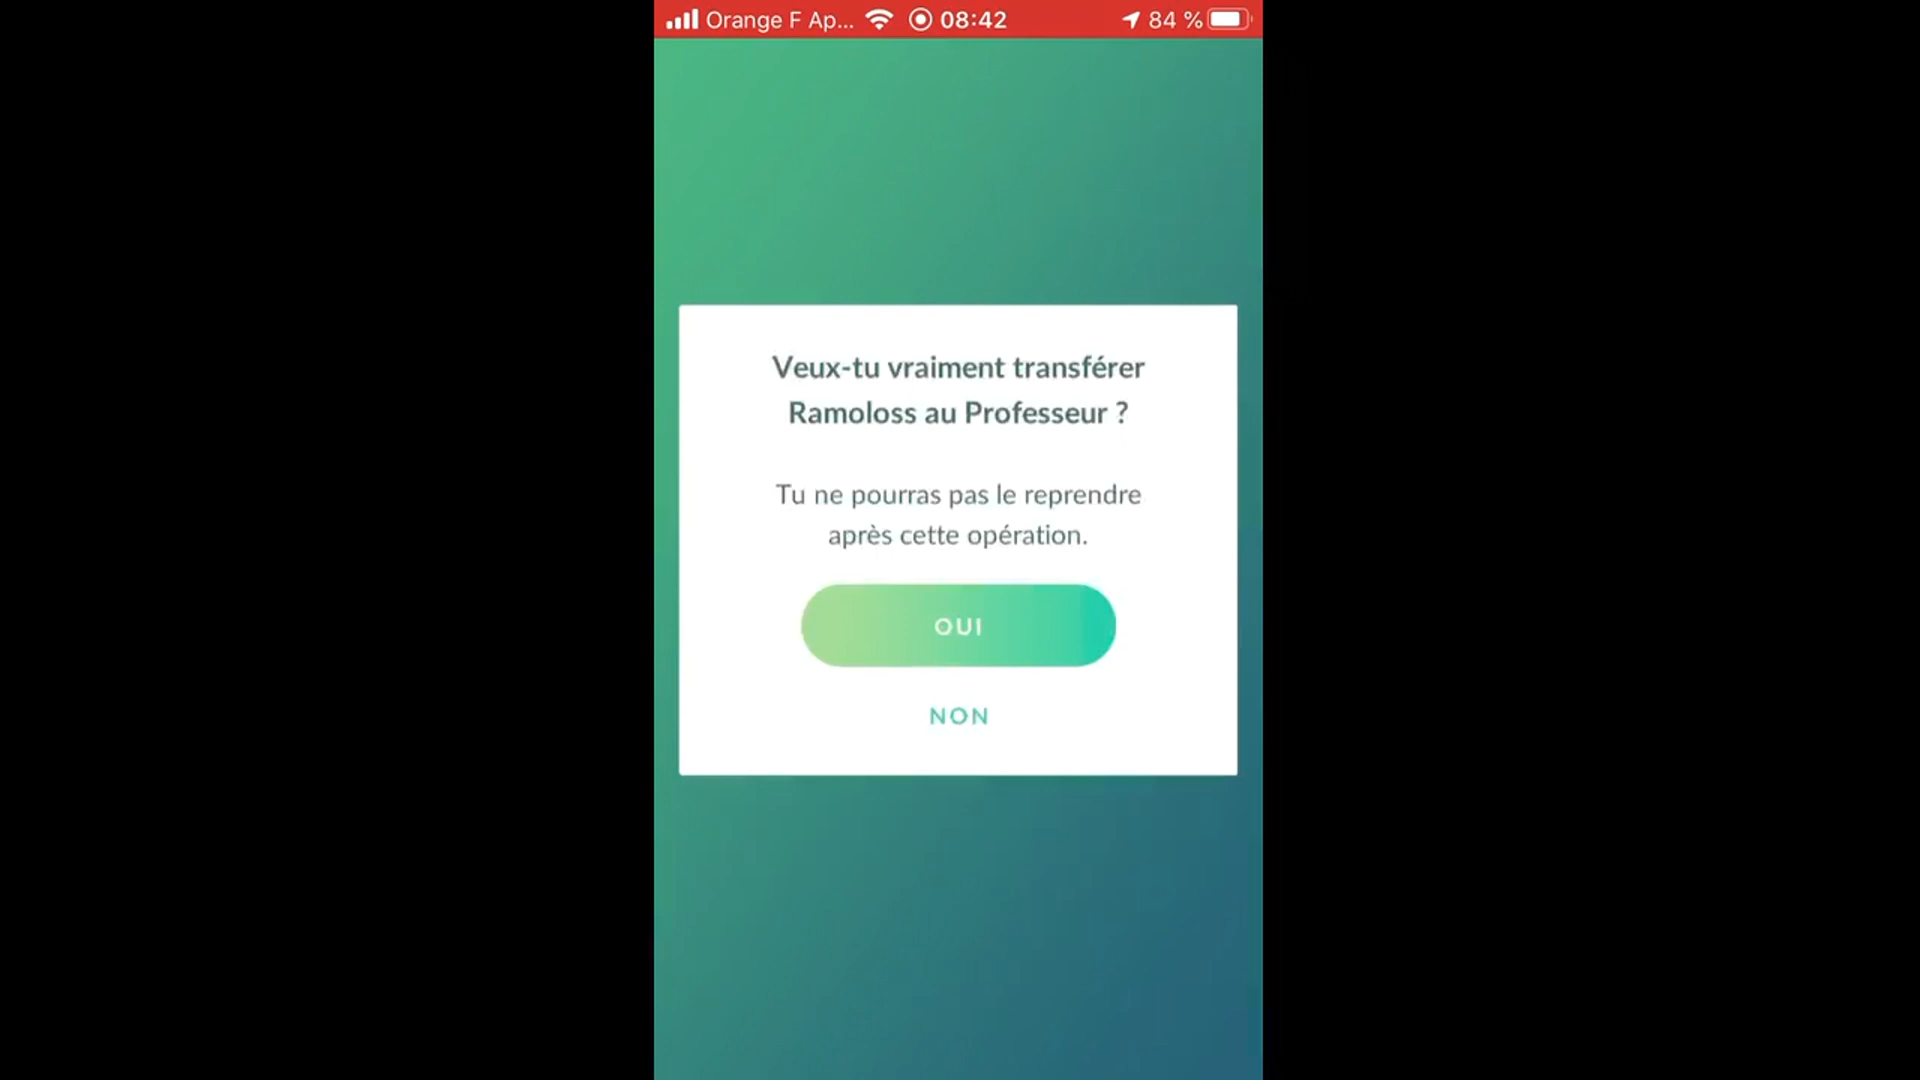 Orange F Ap... 08:42 84 %
Veux-tu vraiment transférer
Ramoloss au Professeur ?
Tu ne pourras pas le reprendre
après cette opération.
OUI
NON